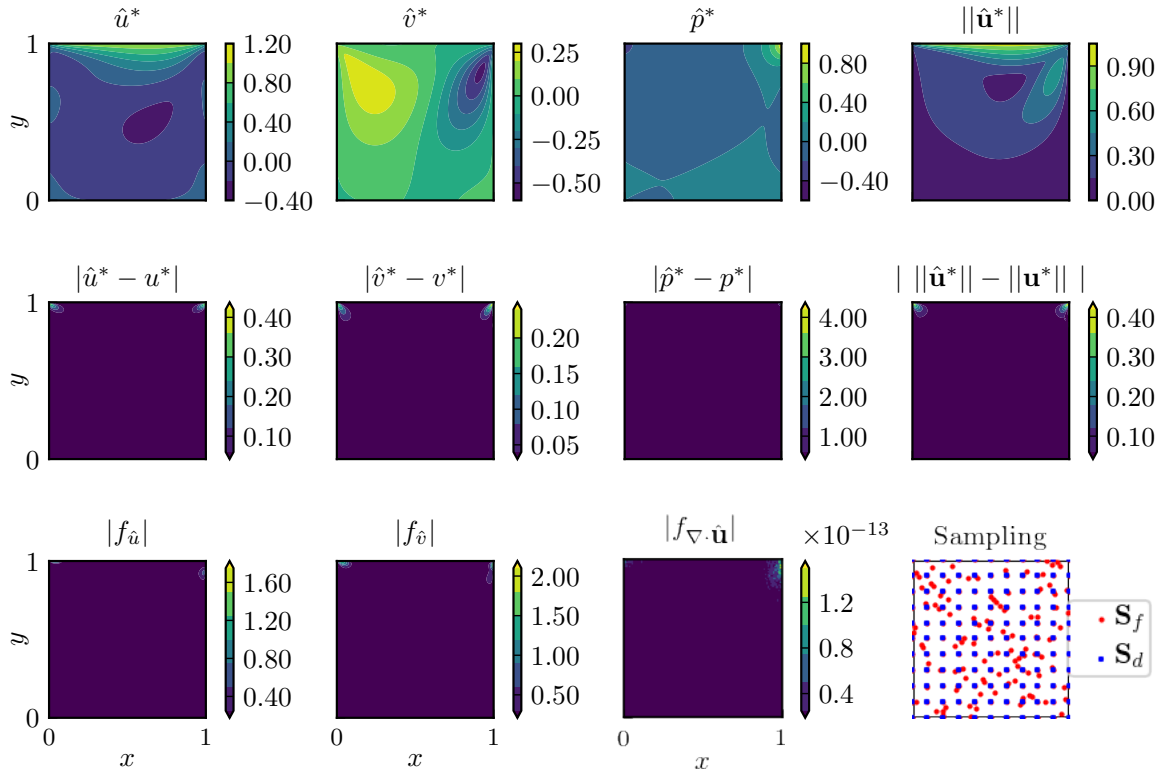 û* v̂* p̂* ||𝐮̂*||
1 1.20 0.25 0.80 0.90
0.80 0.00 0.40 0.60
y 0.40 −0.25 0.00 0.30
0.00 −0.50 −0.40 0.00
0 −0.40
|û* − u*| |v̂* − v*| |p̂* − p*| | ||𝐮̂*|| − ||𝐮*|| |
1 0.40 0.20 4.00 0.40
0.30 0.15 3.00 0.30
y 0.20 0.10 2.00 0.20
0.10 0.05 1.00 0.10
0
|f_û| |f_v̂| |f_∇·𝐮̂| ×10⁻¹³ Sampling
1 1.60 2.00 1.2
1.20 1.50 0.8 𝐒_f
y 0.80 1.00 0.4 𝐒_d
0.40 0.50
0
0 1 0 1 0 1
x x x